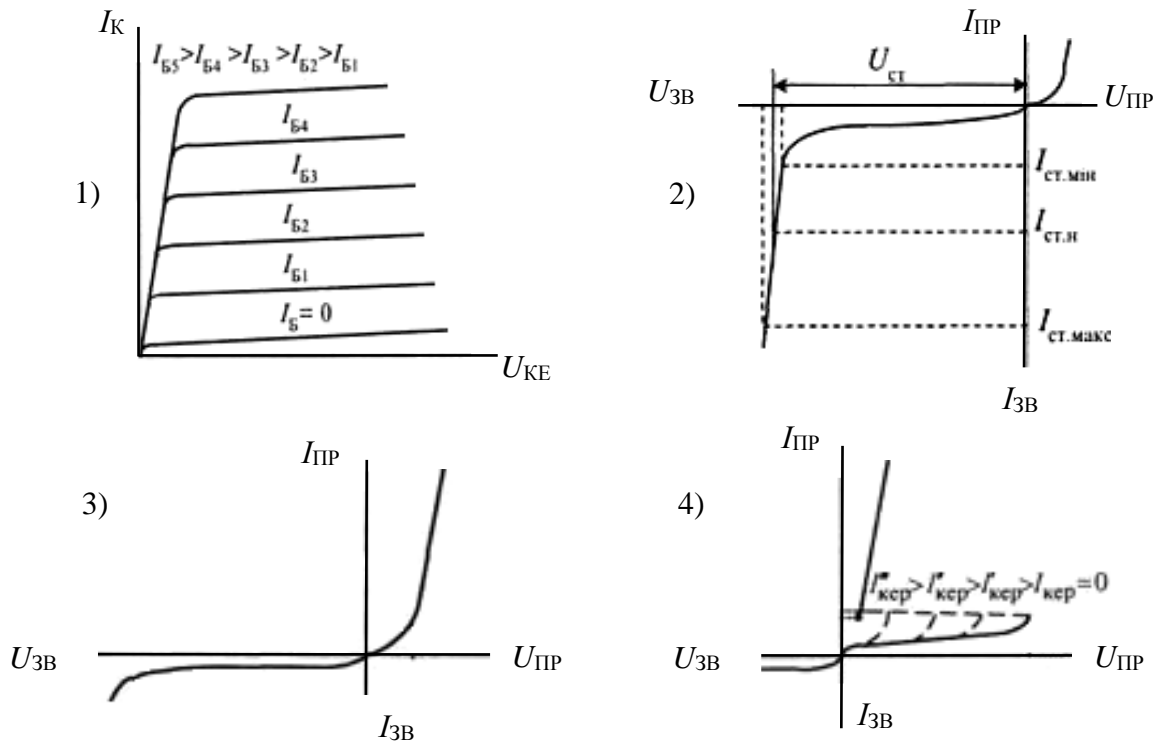 I_К
I_Б5>I_Б4>I_Б3>I_Б2>I_Б1
I_Б4
I_Б3
I_Б2
I_Б1
I_Б=0
U_КЕ
1)
I_ПР
U_ст
U_ЗВ
U_ПР
I_ст.мін
I_ст.н
I_ст.макс
I_ЗВ
2)
I_ПР
3)
U_ЗВ
U_ПР
I_ЗВ
I_ПР
4)
I'''_кер>I''_кер>I'_кер>I_кер=0
U_ЗВ
U_ПР
I_ЗВ